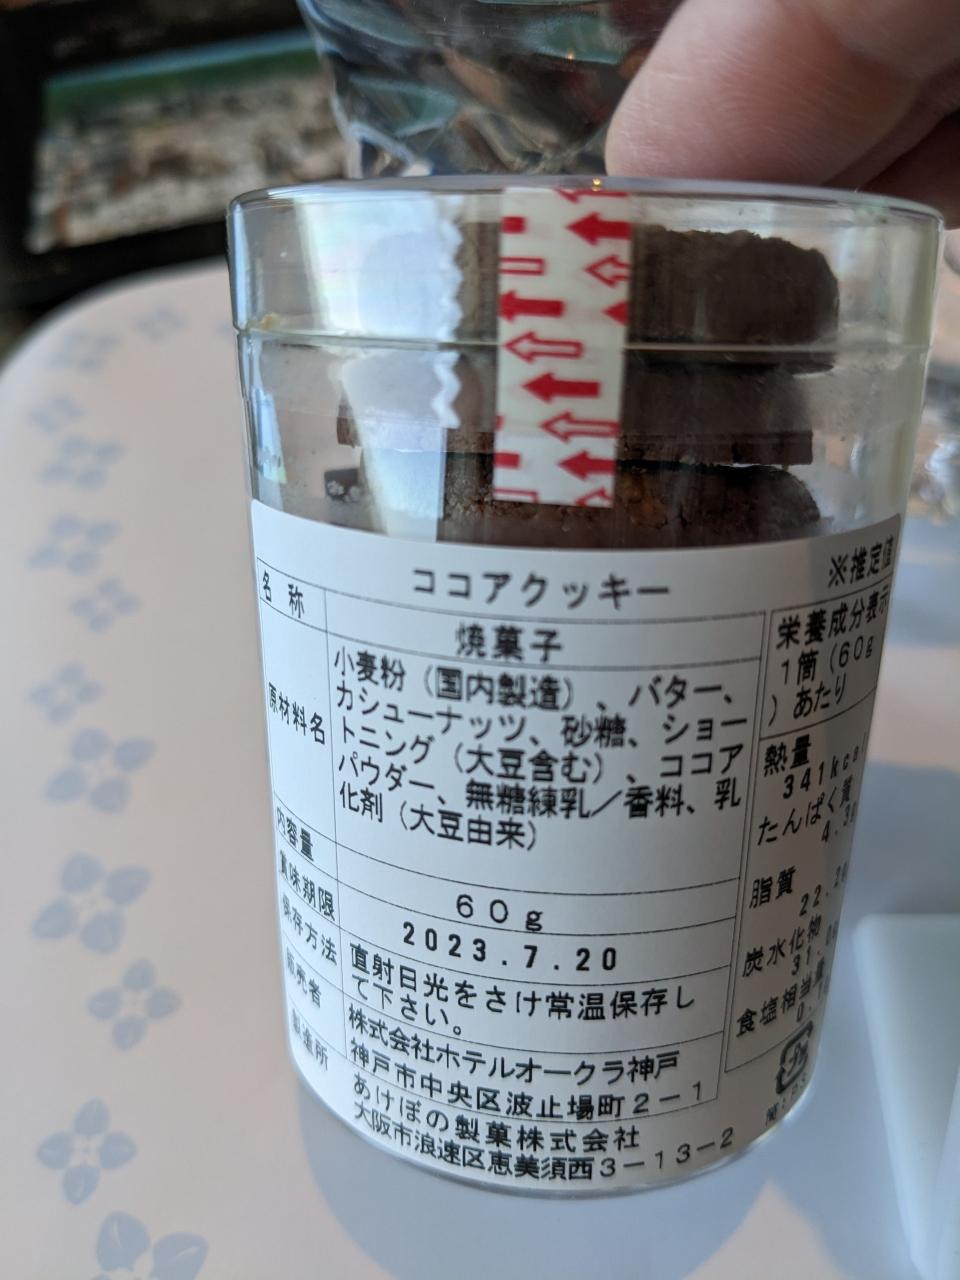 ココアクッキー
名称
焼菓子
原材料名
小麦粉（国内製造）、バター、
カシューナッツ、砂糖、ショー
トニング（大豆含む）、ココア
パウダー、無糖練乳／香料、乳
化剤（大豆由来）
内容量
60g
賞味期限
2023.7.20
保存方法
直射日光をさけ常温保存し
て下さい。
販売者
株式会社ホテルオークラ神戸
神戸市中央区波止場町2－1
製造所
あけぼの製菓株式会社
大阪市浪速区恵美須西3－13－2
※推定値
栄養成分表示
1筒（60g
）あたり
熱量
341kcal
たんぱく質
4.3g
脂質
炭水化物
食塩相当量
プラ